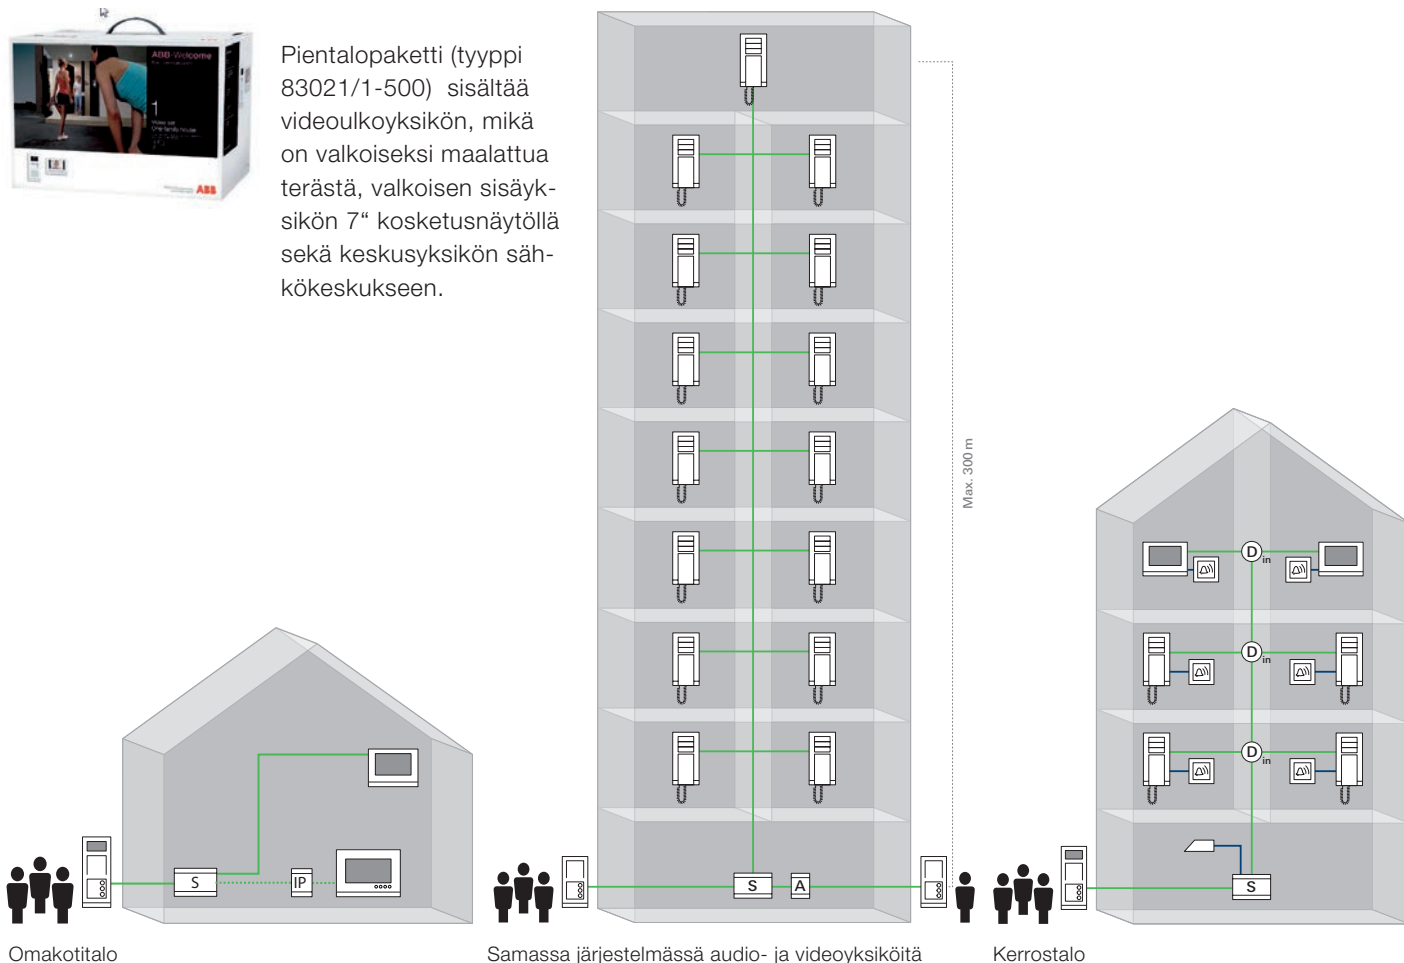 ABB-Welcome
1
ABB
Pientalopaketti (tyyppi
83021/1-500) sisältää
videoulkoyksikön, mikä
on valkoiseksi maalattua
terästä, valkoisen sisäyk-
sikön 7“ kosketusnäytöllä
sekä keskusyksikön säh-
kökeskukseen.
Max. 300 m
S
IP
Omakotitalo
S
A
Samassa järjestelmässä audio- ja videoyksiköitä
D in
D in
D in
S
Kerrostalo